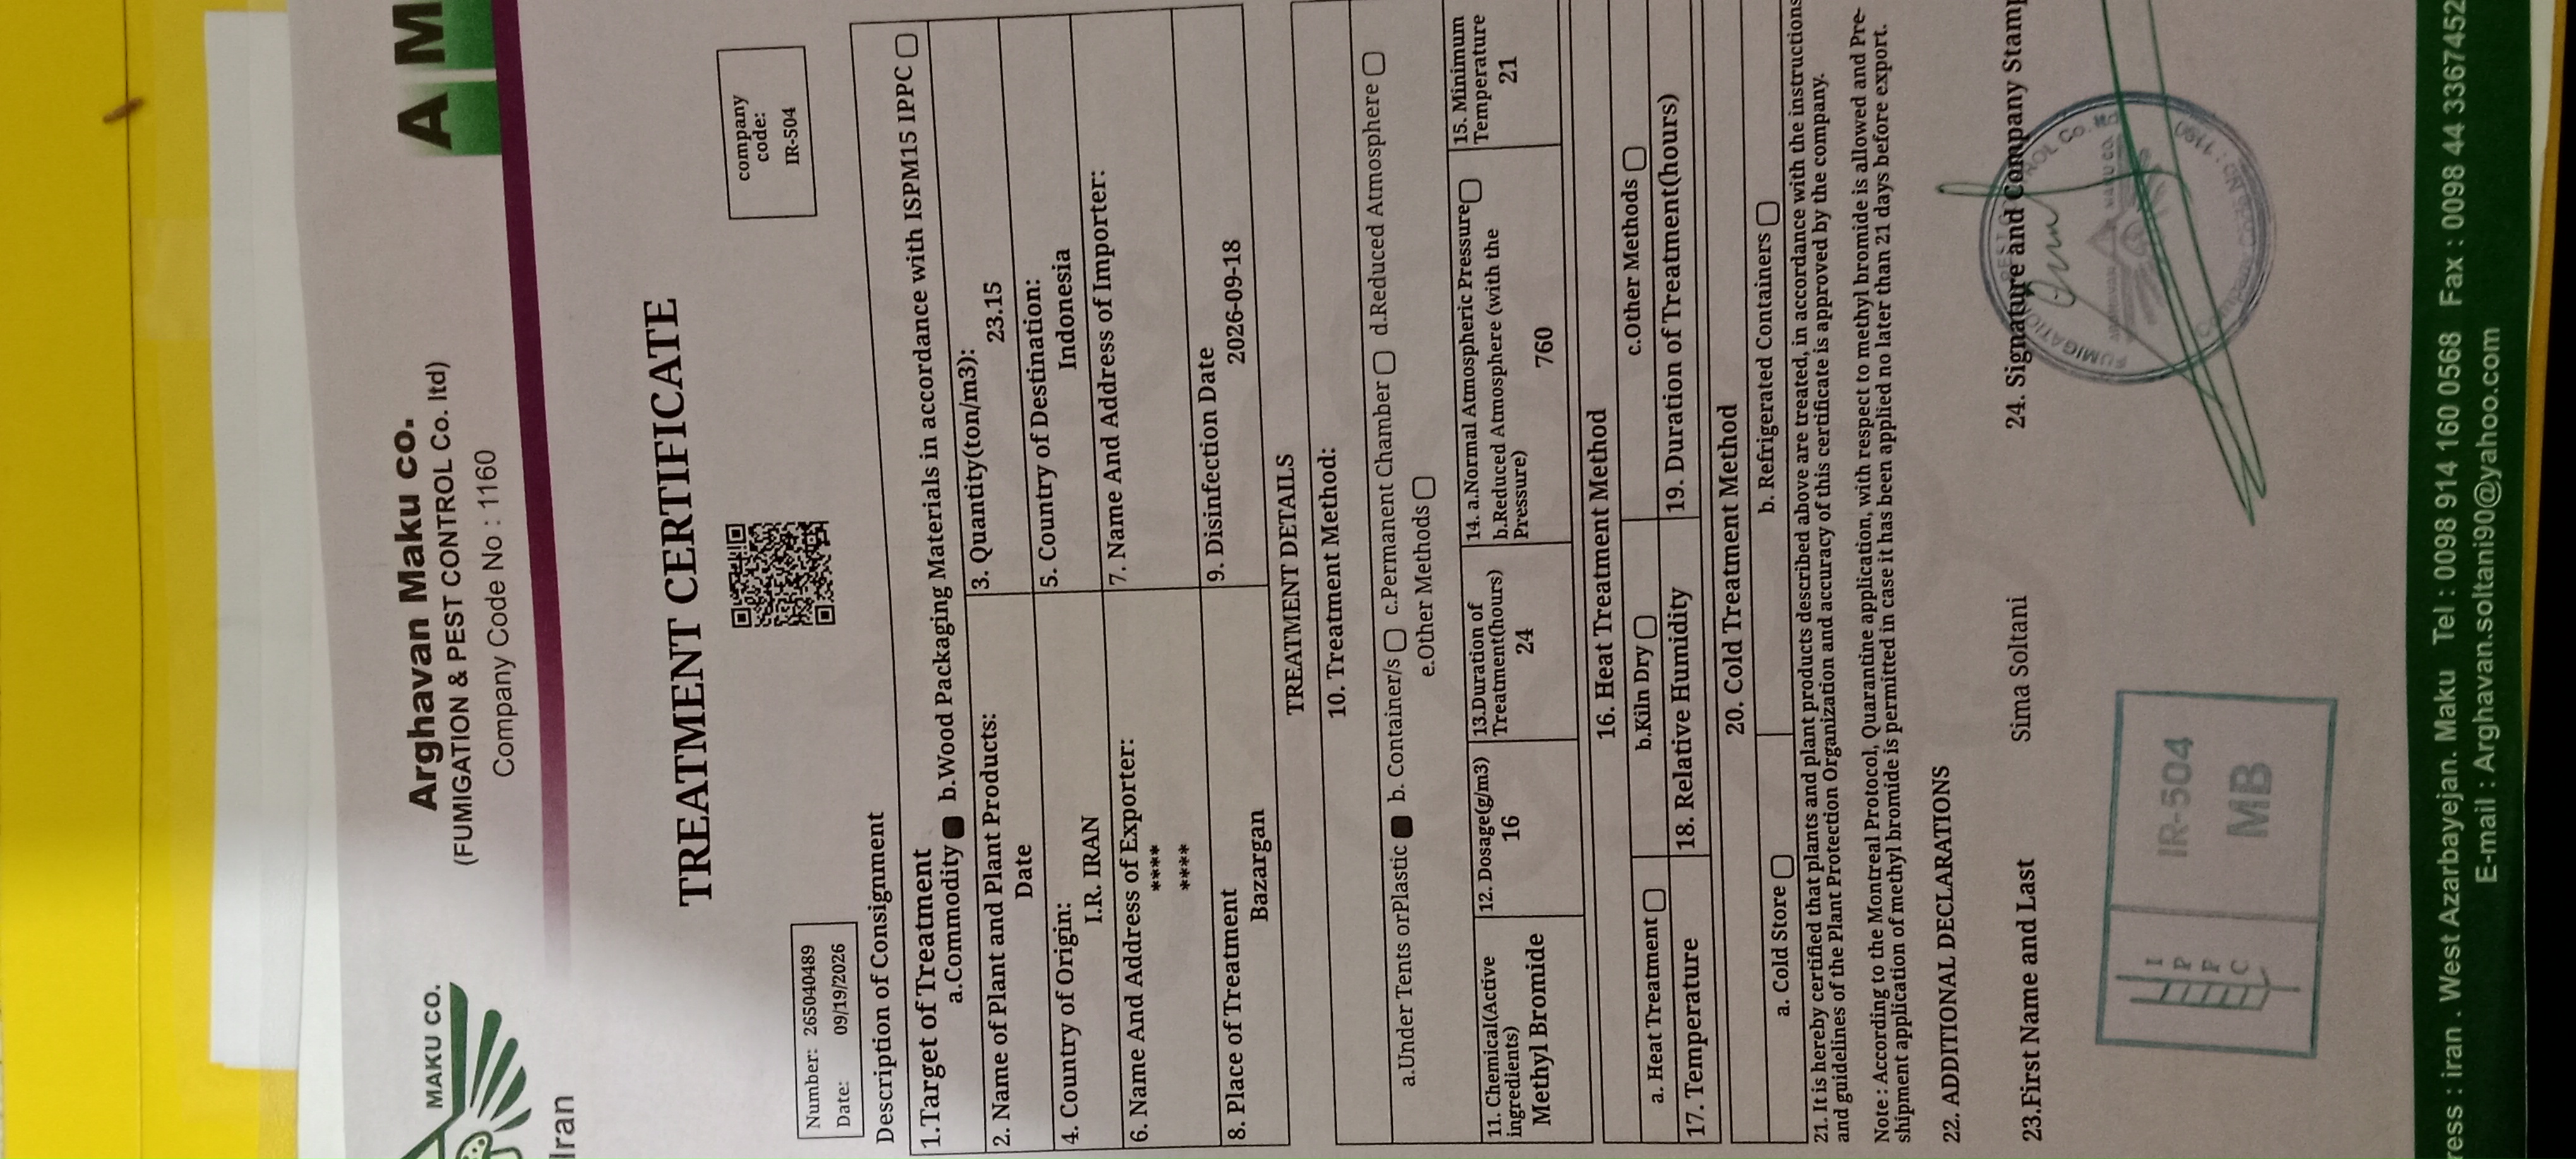 MAKU CO.
Iran
Arghavan Maku co.
(FUMIGATION & PEST CONTROL Co. ltd)
Company Code No : 1160
A M
TREATMENT CERTIFICATE
Number: 265040489
Date: 09/19/2026
company
code:
IR-504
Description of Consignment
1.Target of Treatment
a.Commodity b.Wood Packaging Materials in accordance with ISPM15 IPPC
2. Name of Plant and Plant Products:
Date
3. Quantity(ton/m3):
23.15
4. Country of Origin:
I.R. IRAN
5. Country of Destination:
Indonesia
6. Name And Address of Exporter:
****
****
7. Name And Address of Importer:
8. Place of Treatment
Bazargan
9. Disinfection Date
2026-09-18
TREATMENT DETAILS
10. Treatment Method:
a.Under Tents orPlastic b. Container/s c.Permanent Chamber d.Reduced Atmosphere
e.Other Methods
11. Chemical(Active
ingredients)
Methyl Bromide
12. Dosage(g/m3)
16
13.Duration of
Treatment(hours)
24
14. a.Normal Atmospheric Pressure
b.Reduced Atmosphere (with the
Pressure)
760
15. Minimum
Temperature
21
16. Heat Treatment Method
a. Heat Treatment b.Kiln Dry c.Other Methods
17. Temperature 18. Relative Humidity 19. Duration of Treatment(hours)
20. Cold Treatment Method
a. Cold Store b. Refrigerated Containers
21. It is hereby certified that plants and plant products described above are treated, in accordance with the instructions
and guidelines of the Plant Protection Organization and accuracy of this certificate is approved by the company.
Note : According to the Montreal Protocol, Quarantine application, with respect to methyl bromide is allowed and Pre-
shipment application of methyl bromide is permitted in case it has been applied no later than 21 days before export.
22. ADDITIONAL DECLARATIONS
23.First Name and Last Sima Soltani 24. Signature and Company Stamp
IPPC
IR-504
MB
ress : iran . West Azarbayejan. Maku Tel : 0098 914 160 0568 Fax : 0098 44 3367452
E-mail : Arghavan.soltani90@yahoo.com